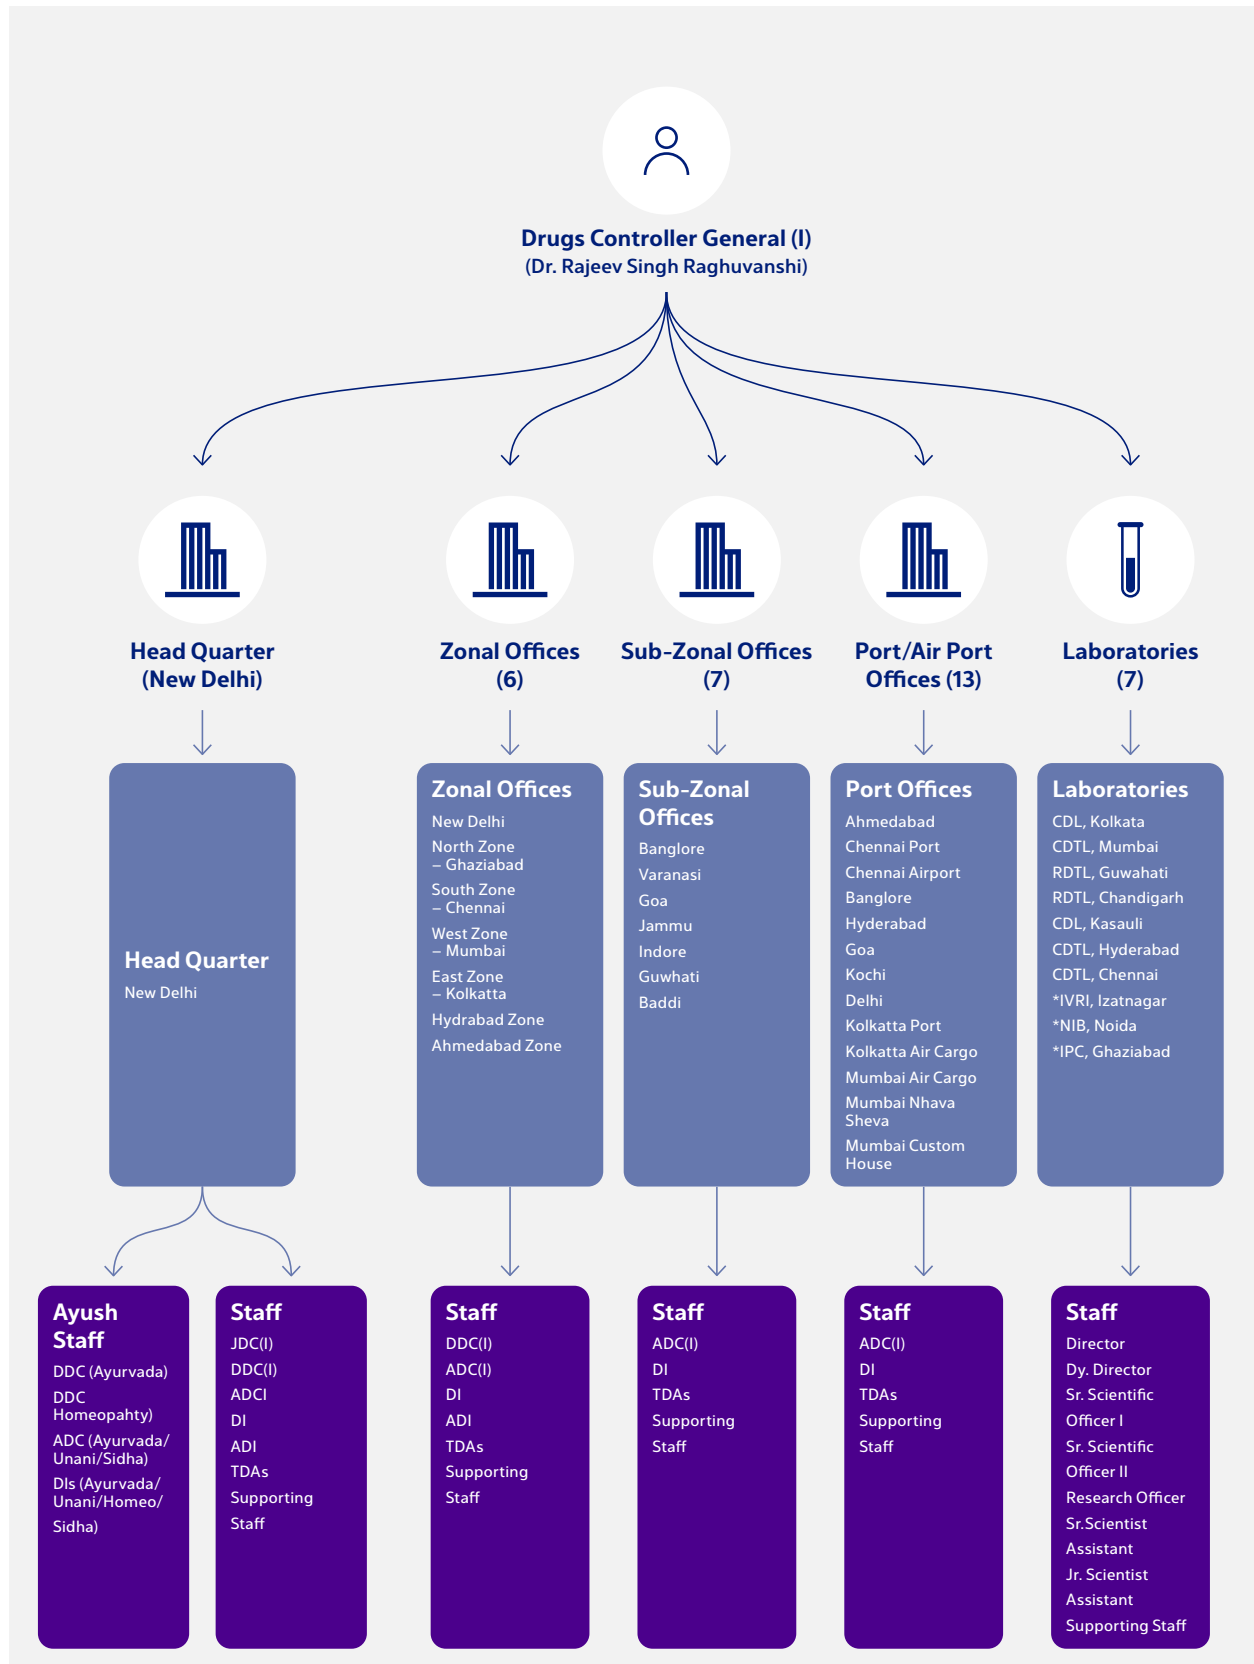 Drugs Controller General (I)
(Dr. Rajeev Singh Raghuvanshi)
Head Quarter
(New Delhi)
Zonal Offices
(6)
Sub-Zonal Offices
(7)
Port/Air Port
Offices (13)
Laboratories
(7)
Head Quarter
New Delhi
Zonal Offices
New Delhi
North Zone
– Ghaziabad
South Zone
– Chennai
West Zone
– Mumbai
East Zone
– Kolkatta
Hydrabad Zone
Ahmedabad Zone
Sub-Zonal
Offices
Banglore
Varanasi
Goa
Jammu
Indore
Guwhati
Baddi
Port Offices
Ahmedabad
Chennai Port
Chennai Airport
Banglore
Hyderabad
Goa
Kochi
Delhi
Kolkatta Port
Kolkatta Air Cargo
Mumbai Air Cargo
Mumbai Nhava
Sheva
Mumbai Custom
House
Laboratories
CDL, Kolkata
CDTL, Mumbai
RDTL, Guwahati
RDTL, Chandigarh
CDL, Kasauli
CDTL, Hyderabad
CDTL, Chennai
*IVRI, Izatnagar
*NIB, Noida
*IPC, Ghaziabad
Ayush
Staff
DDC (Ayurvada)
DDC
Homeopahty)
ADC (Ayurvada/
Unani/Sidha)
DIs (Ayurvada/
Unani/Homeo/
Sidha)
Staff
JDC(I)
DDC(I)
ADCI
DI
ADI
TDAs
Supporting
Staff
Staff
DDC(I)
ADC(I)
DI
ADI
TDAs
Supporting
Staff
Staff
ADC(I)
DI
TDAs
Supporting
Staff
Staff
ADC(I)
DI
TDAs
Supporting
Staff
Staff
Director
Dy. Director
Sr. Scientific
Officer I
Sr. Scientific
Officer II
Research Officer
Sr.Scientist
Assistant
Jr. Scientist
Assistant
Supporting Staff